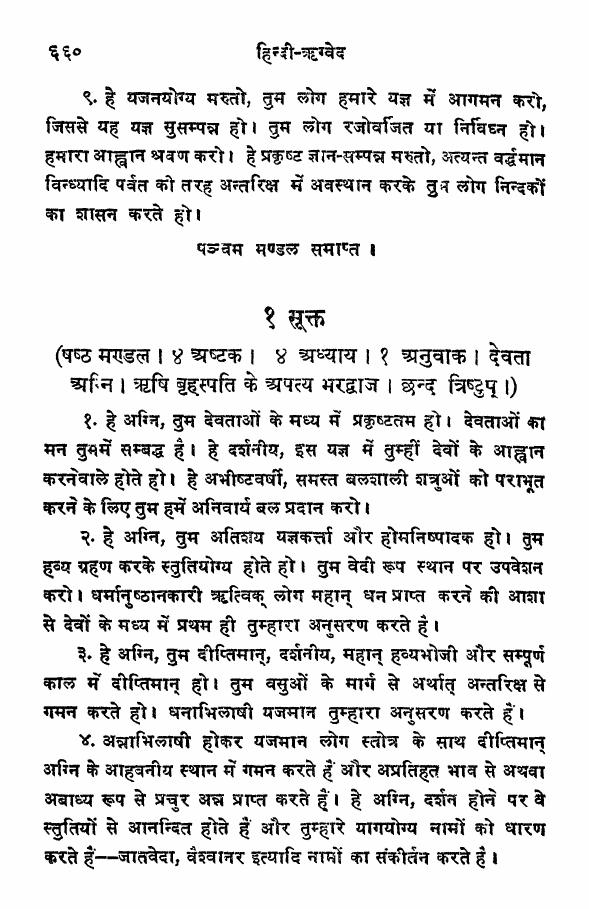 ६६० हिन्दी-ऋग्वेद
९. हे यजनयोग्य मरुतो, तुम लोग हमारे यज्ञ में आगमन करो,
जिससे यह यज्ञ सुसम्पन्न हो। तुम लोग रजोर्वाजत या निर्विघ्न हो।
हमारा आह्वान श्रवण करो। हे प्रकृष्ट ज्ञान-सम्पन्न मरुतो, अत्यन्त वर्द्धमान
विन्ध्यादि पर्वत की तरह अन्तरिक्ष में अवस्थान करके तुम लोग निन्दकों
का शासन करते हो।
पञ्चम मण्डल समाप्त ।
१ सूक्त
(षष्ठ मण्डल। ४ अष्टक। ४ अध्याय। १ अनुवाक। देवता
अग्नि। ऋषि बृहस्पति के अपत्य भरद्वाज। छन्द त्रिष्टुप्।)
१. हे अग्नि, तुम देवताओं के मध्य में प्रकृष्टतम हो। देवताओं का
मन तुममें सम्बद्ध है। हे दर्शनीय, इस यज्ञ में तुम्हीं देवों के आह्वान
करनेवाले होते हो। हे अभीष्टवर्षी, समस्त बलशाली शत्रुओं को पराभूत
करने के लिए तुम हमें अनिवार्य बल प्रदान करो।
२. हे अग्नि, तुम अतिशय यज्ञकर्त्ता और होमनिष्पादक हो। तुम
हव्य ग्रहण करके स्तुतियोग्य होते हो। तुम वेदी रूप स्थान पर उपवेशन
करो। धर्मानुष्ठानकारी ऋत्विक् लोग महान् धन प्राप्त करने की आशा
से देवों के मध्य में प्रथम ही तुम्हारा अनुसरण करते हैं।
३. हे अग्नि, तुम दीप्तिमान्, दर्शनीय, महान् हव्यभोजी और सम्पूर्ण
काल में दीप्तिमान् हो। तुम वसुओं के मार्ग से अर्थात् अन्तरिक्ष से
गमन करते हो। धनाभिलाषी यजमान तुम्हारा अनुसरण करते हैं।
४. अन्नाभिलाषी होकर यजमान लोग स्तोत्र के साथ दीप्तिमान्
अग्नि के आहवनीय स्थान में गमन करते हैं और अप्रतिहत भाव से अथवा
अबाध्य रूप से प्रचुर अन्न प्राप्त करते हैं। हे अग्नि, दर्शन होने पर वे
स्तुतियों से आनन्दित होते हैं और तुम्हारे यागयोग्य नामों को धारण
करते हैं--जातवेदा, वैश्वानर इत्यादि नामों का संकीर्तन करते हैं।